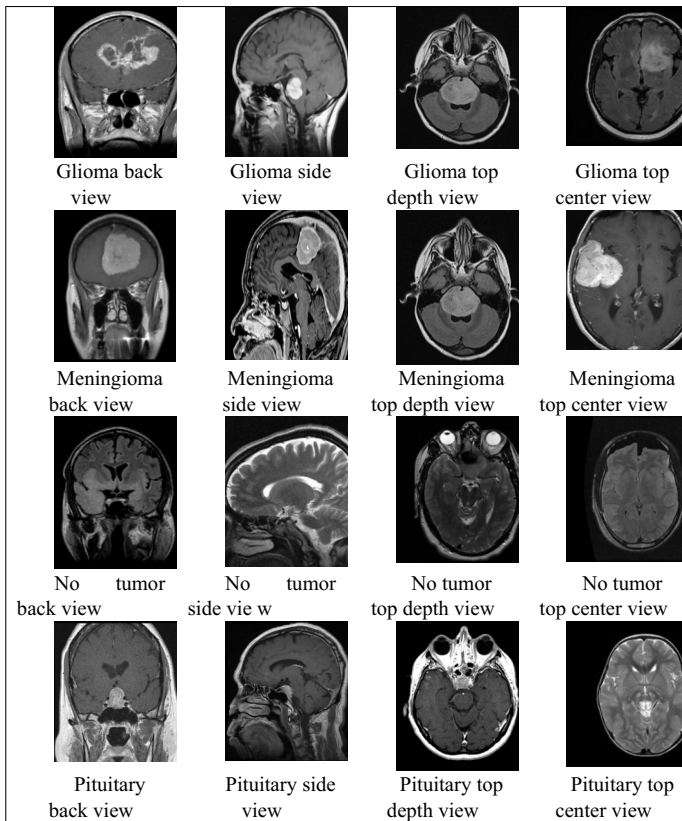 Glioma back
view
Glioma side
view
Glioma top
depth view
Glioma top
center view
Meningioma
back view
Meningioma
side view
Meningioma
top depth view
Meningioma
top center view
No tumor
back view
No tumor
side vie w
No tumor
top depth view
No tumor
top center view
Pituitary
back view
Pituitary side
view
Pituitary top
depth view
Pituitary top
center view